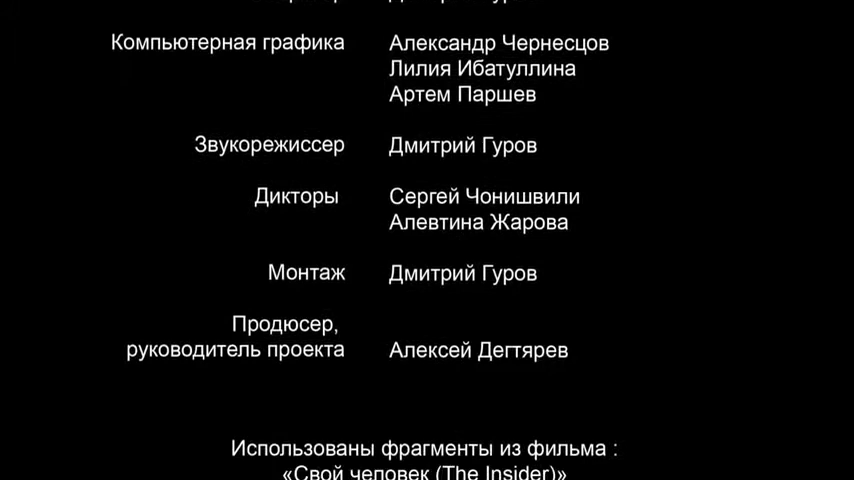 Компьютерная графика Александр Чернесцов
Лилия Ибатуллина
Артем Паршев
Звукорежиссер Дмитрий Гуров
Дикторы Сергей Чонишвили
Алевтина Жарова
Монтаж Дмитрий Гуров
Продюсер,
руководитель проекта Алексей Дегтярев
Использованы фрагменты из фильма :
«Свой человек (The Insider)»